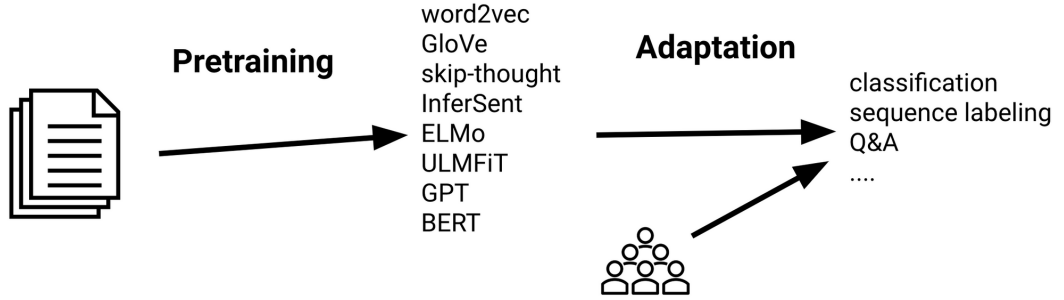 Pretraining
word2vec
GloVe
skip-thought
InferSent
ELMo
ULMFiT
GPT
BERT
Adaptation
classification
sequence labeling
Q&A
....